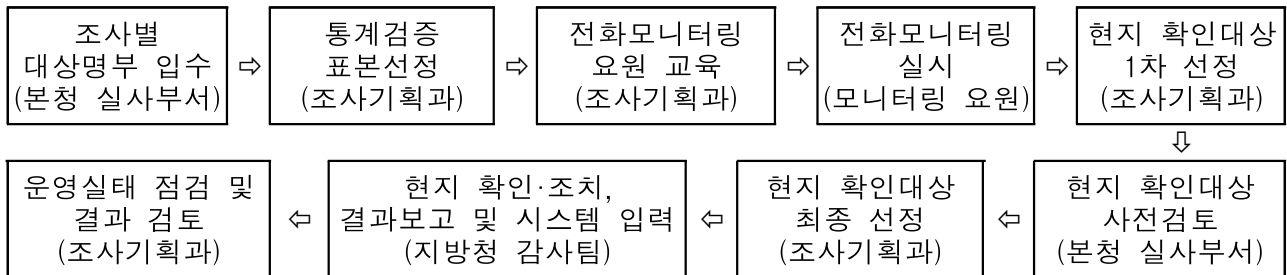 조사별
대상명부 입수
(본청 실사부서)
⇨
통계검증
표본선정
(조사기획과)
⇨
전화모니터링
요원 교육
(조사기획과)
⇨
전화모니터링
실시
(모니터링 요원)
⇨
현지 확인대상
1차 선정
(조사기획과)
⇩
현지 확인대상
사전검토
(본청 실사부서)
⇦
현지 확인대상
최종 선정
(조사기획과)
⇦
현지 확인·조치,
결과보고 및 시스템 입력
(지방청 감사팀)
⇦
운영실태 점검 및
결과 검토
(조사기획과)